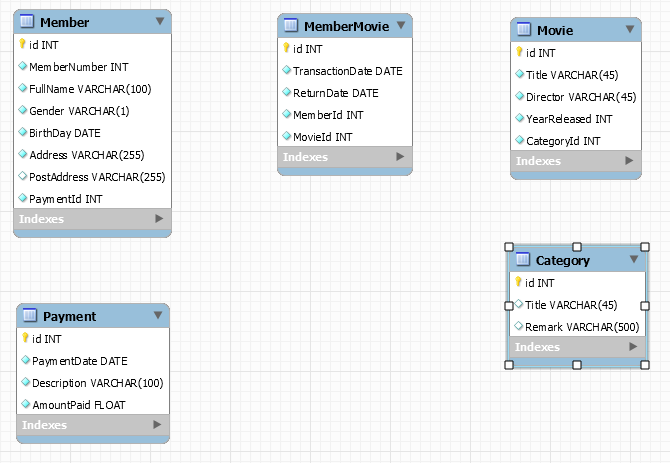 Member
id INT
MemberNumber INT
FullName VARCHAR(100)
Gender VARCHAR(1)
BirthDay DATE
Address VARCHAR(255)
PostAddress VARCHAR(255)
PaymentId INT
Indexes
MemberMovie
id INT
TransactionDate DATE
ReturnDate DATE
MemberId INT
MovieId INT
Indexes
Movie
id INT
Title VARCHAR(45)
Director VARCHAR(45)
YearReleased INT
CategoryId INT
Indexes
Payment
id INT
PaymentDate DATE
Description VARCHAR(100)
AmountPaid FLOAT
Indexes
Category
id INT
Title VARCHAR(45)
Remark VARCHAR(500)
Indexes